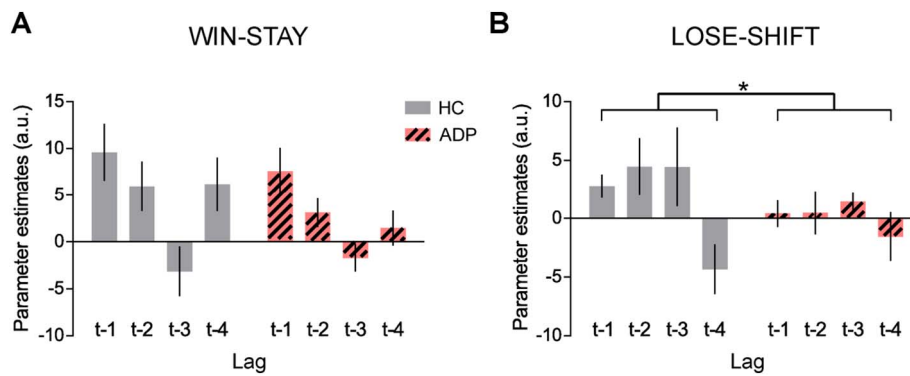 A
WIN-STAY
Parameter estimates (a.u.)
15
10
5
0
-5
-10
t-1 t-2 t-3 t-4 t-1 t-2 t-3 t-4
Lag
HC
ADP
B
LOSE-SHIFT
*
Parameter estimates (a.u.)
10
5
0
-5
-10
t-1 t-2 t-3 t-4 t-1 t-2 t-3 t-4
Lag